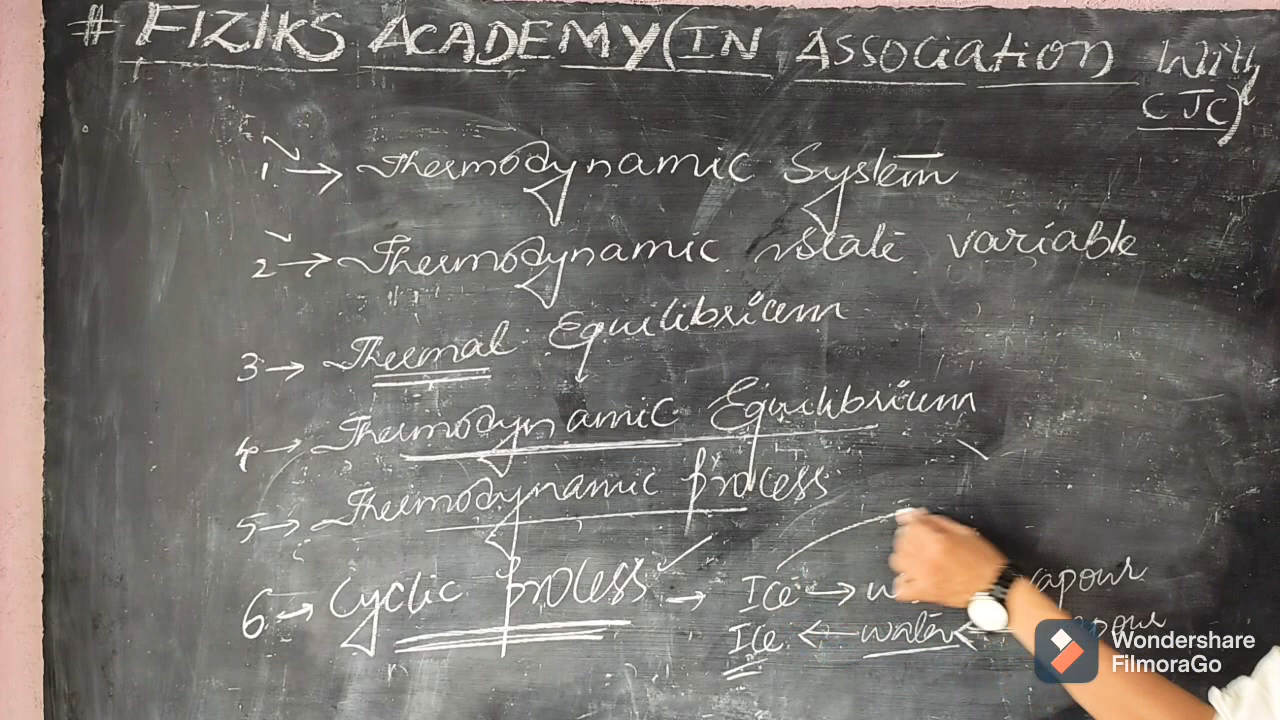 # FIZIKS ACADEMY (IN ASSOCIATION WITH
CJC)
1 → Thermodynamic System
2 → Thermodynamic state variable
3 → Thermal Equilibrium
4 → Thermodynamic Equilibrium
5 → Thermodynamic process
6 → Cyclic process → Ice → vapour
Ice ← water ←
Wondershare
FilmoraGo